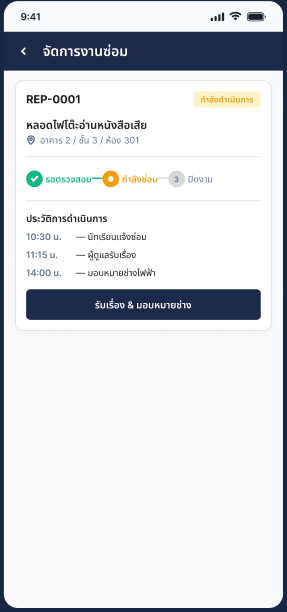 9:41
จัดการงานซ่อม
REP-0001
กำลังดำเนินการ
หลอดไฟโต๊ะอ่านหนังสือเสีย
อาคาร 2 / ชั้น 3 / ห้อง 301
รอตรวจสอบ กำลังซ่อม 3 ปิดงาน
ประวัติการดำเนินการ
10:30 น. — นักเรียนแจ้งซ่อม
11:15 น. — ผู้ดูแลรับเรื่อง
14:00 น. — มอบหมายช่างไฟฟ้า
รับเรื่อง & มอบหมายช่าง